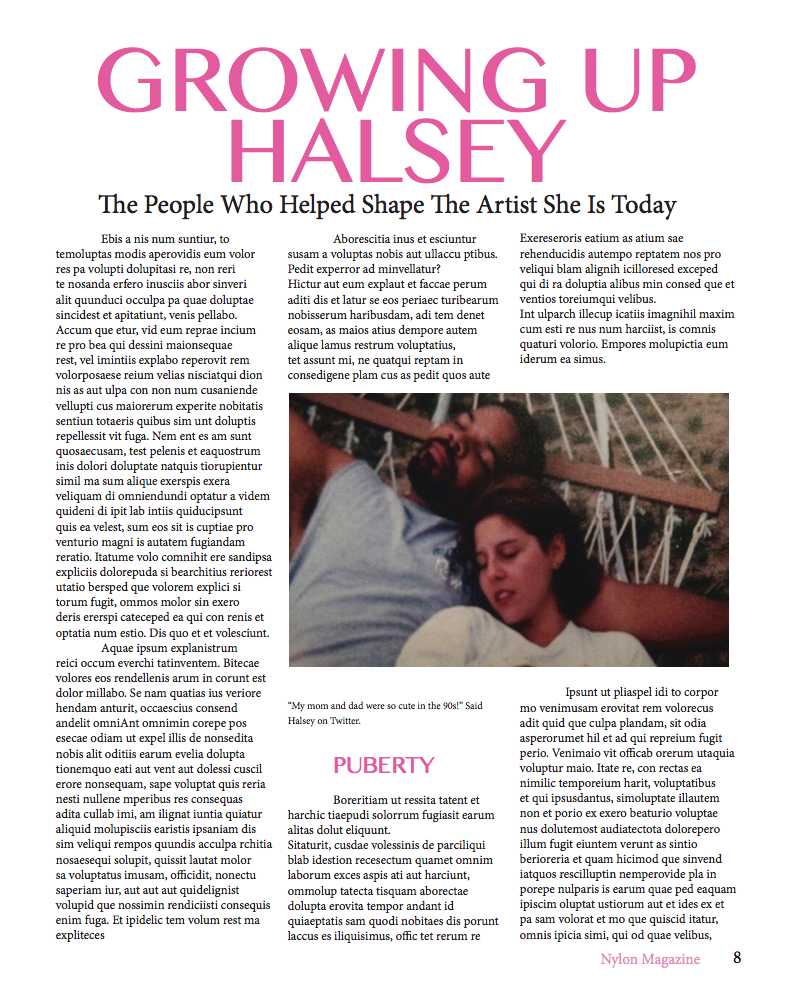 GROWING UP
HALSEY
The People Who Helped Shape The Artist She Is Today
Ebis a nis num suntiur, to
temoluptas modis aperovidis eum volor
res pa volupti dolupitasi re, non reri
te nosanda erfero inusciis abor sinveri
alit quunduci occulpa pa quae doluptae
sincidest et apitatiunt, venis pellabo.
Accum que etur, vid eum reprae incium
re pro bea qui dessini maionsequae
rest, vel imintiis explabo reperovit rem
volorposaese reium velias nisciatqui dion
nis as aut ulpa con non num cusaniende
vellupti cus maiorerum experite nobitatis
sentiun totaeris quibus sim unt doluptis
repellessit vit fuga. Nem ent es am sunt
quosaecusam, test pelenis et eaquostrum
inis dolori doluptate natquis tiorupientur
simil ma sum alique exerspis exera
veliquam di omniendundi optatur a videm
quideni di ipit lab intiis quiducipsunt
quis ea velest, sum eos sit is cuptiae pro
venturio magni is autatem fugiandam
reratio. Itatume volo comnihit ere sandipsa
expliciis dolorepuda si bearchitius reriorest
utatio bersped que volorem explici si
torum fugit, ommos molor sin exero
deris ererspi cateceped ea qui con renis et
optatia num estio. Dis quo et et volesciunt.
Aquae ipsum explanistrum
reici occum everchi tatinventem. Bitecae
volores eos rendellenis arum in corunt est
dolor millabo. Se nam quatias ius veriore
hendam anturit, occaescius consend
andelit omniAnt omnimin corepe pos
esecae odiam ut expel illis de nonsedita
nobis alit oditiis earum evelia dolupta
tionemquo eati aut vent aut dolessi cuscil
erore nonsequam, sape voluptat quis reria
nesti nullene mperibus res consequas
adita cullab imi, am ilignat iuntia quiatur
aliquid molupisciis earistis ipsaniam dis
sim veliqui rempos quundis acculpa rchitia
nosaesequi solupit, quissit lautat molor
sa voluptatus imusam, officidit, nonectu
saperiam iur, aut aut aut quidelignist
volupid que nossimin rendiciisti consequis
enim fuga. Et ipidelic tem volum rest ma
expliteces
Aborescitia inus et esciuntur
susam a voluptas nobis aut ullaccu ptibus.
Pedit experror ad minvellatur?
Hictur aut eum explaut et faccae perum
aditi dis et latur se eos periaec turibearum
nobisserum haribusdam, adi tem denet
eosam, as maios atius dempore autem
alique lamus restrum voluptatius,
tet assunt mi, ne quatqui reptam in
consedigene plam cus as pedit quos aute
Exereseroris eatium as atium sae
rehenducidis autempo reptatem nos pro
veliqui blam alignih icilloresed exceped
qui di ra doluptia alibus min consed que et
ventios toreiumqui velibus.
Int ulparch illecup icatiis imagnihil maxim
cum esti re nus num harciist, is comnis
quaturi volorio. Empores molupictia eum
iderum ea simus.
"My mom and dad were so cute in the 90s!" Said
Halsey on Twitter.
PUBERTY
Boreritiam ut ressita tatent et
harchic tiaepudi solorrum fugiasit earum
alitas dolut eliquunt.
Sitaturit, cusdae volessinis de parciliqui
blab idestion recesectum quamet omnim
laborum exces aspis ati aut harciunt,
ommolup tatecta tisquam aborectae
dolupta erovita tempor andant id
quiaeptatis sam quodi nobitaes dis porunt
laccus es iliquisimus, offic tet rerum re
Ipsunt ut pliaspel idi to corpor
mo venimusam erovitat rem volorecus
adit quid que culpa plandam, sit odia
asperorumet hil et ad qui repreium fugit
perio. Venimaio vit officab orerum utaquia
voluptur maio. Itate re, con rectas ea
nimilic temporeium harit, voluptatibus
et qui ipsusdantus, simoluptate illautem
non et porio ex exero beaturio voluptae
nus dolutemost audiatectota dolorepero
illum fugit eiuntem verunt as sintio
berioreria et quam hicimod que sinvend
iatquos rescilluptin nemperovide pla in
porepe nulparis is earum quae ped eaquam
ipiscim oluptat ustiorum aut et ides ex et
pa sam volorat et mo que quiscid itatur,
omnis ipicia simi, qui od quae velibus,
Nylon Magazine 8